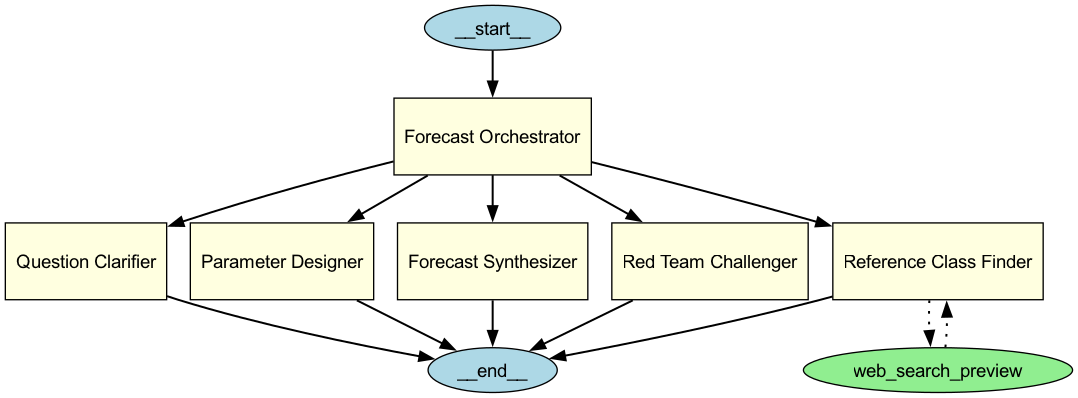 __start__
Forecast Orchestrator
Question Clarifier
Parameter Designer
Forecast Synthesizer
Red Team Challenger
Reference Class Finder
__end__
web_search_preview